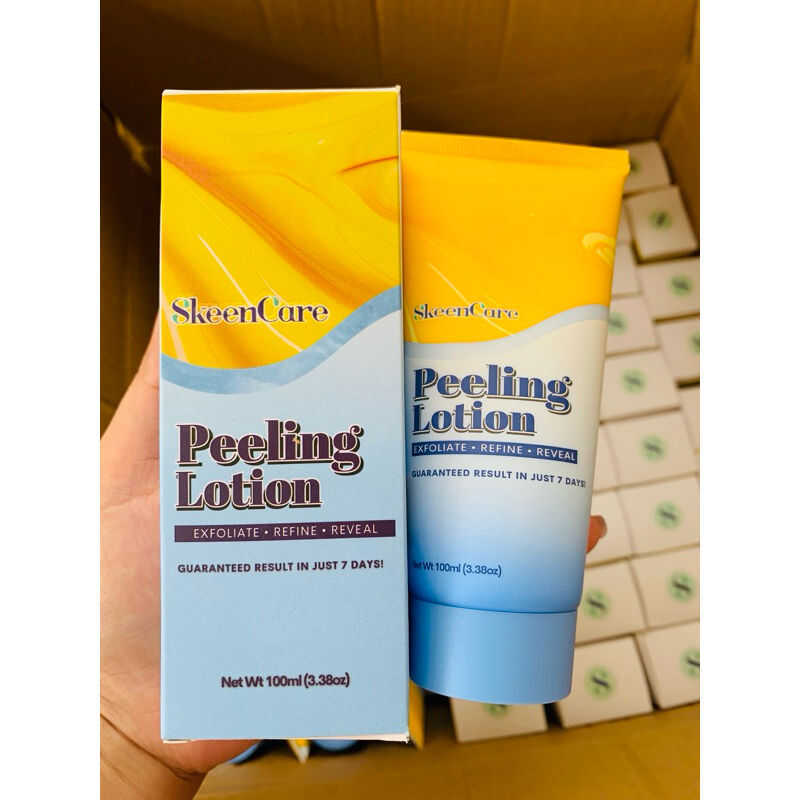 SkeenCare
Peeling
Lotion
EXFOLIATE • REFINE • REVEAL
GUARANTEED RESULT IN JUST 7 DAYS!
Net Wt 100ml (3.38oz)
SkeenCare
Peeling
Lotion
EXFOLIATE • REFINE • REVEAL
GUARANTEED RESULT IN JUST 7 DAYS!
Net Wt 100ml (3.38oz)